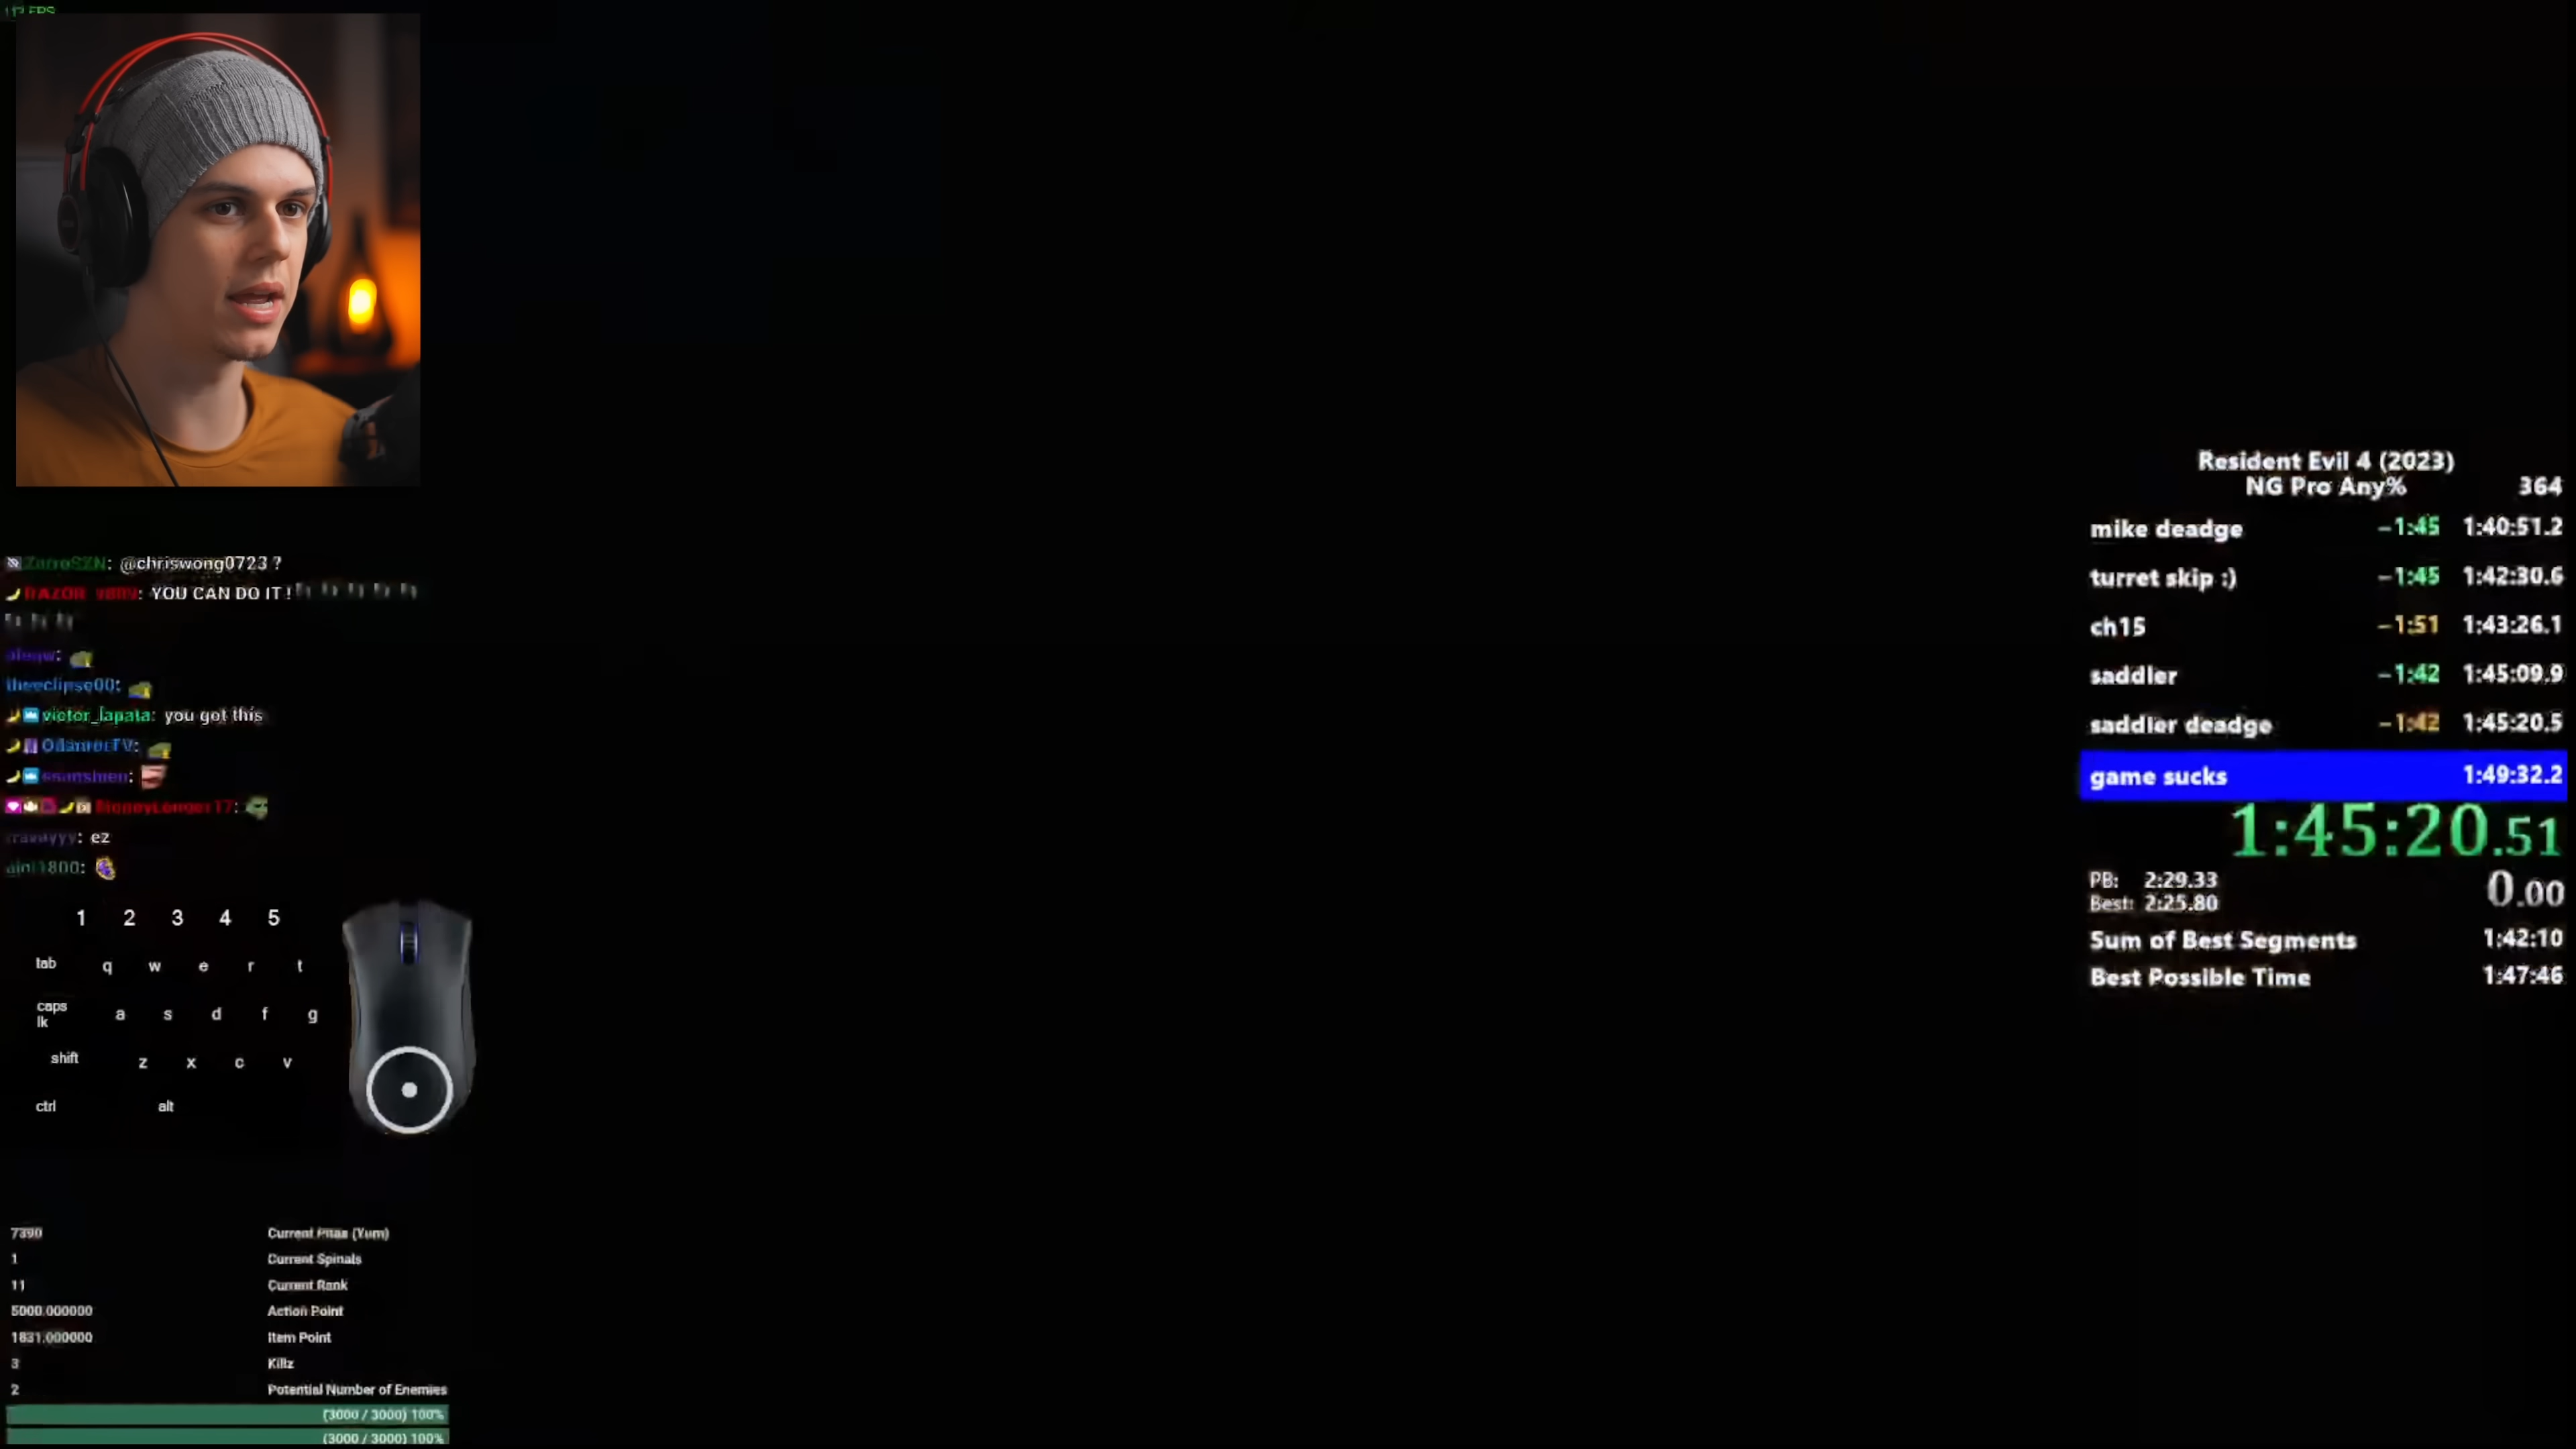 FPS
@chriswong0723 ?
YOU CAN DO IT !
theeclipse00:
victor_lapata: you got this
ez
1 2 3 4 5
tab q w e r t
caps lk a s d f g
shift z x c v
ctrl alt
7390 Current Ptas (Yum)
1 Current Spinals
11 Current Rank
5000.000000 Action Point
1831.000000 Item Point
3 Killz
2 Potential Number of Enemies
(3000 / 3000) 100%
(3000 / 3000) 100%
Resident Evil 4 (2023)
NG Pro Any% 364
mike deadge -1:45 1:40:51.2
turret skip :) -1:45 1:42:30.6
ch15 -1:51 1:43:26.1
saddler -1:42 1:45:09.9
saddler deadge -1:42 1:45:20.5
game sucks 1:49:32.2
1:45:20.51
PB: 2:29.33 0.00
Best: 2:25.80
Sum of Best Segments 1:42:10
Best Possible Time 1:47:46